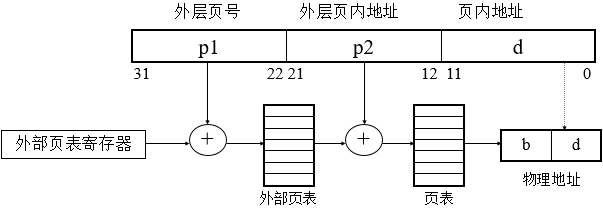 外层页号 外层页内地址 页内地址
p1 p2 d
31 22 21 12 11 0
外部页表寄存器 + + b d
外部页表 页表 物理地址